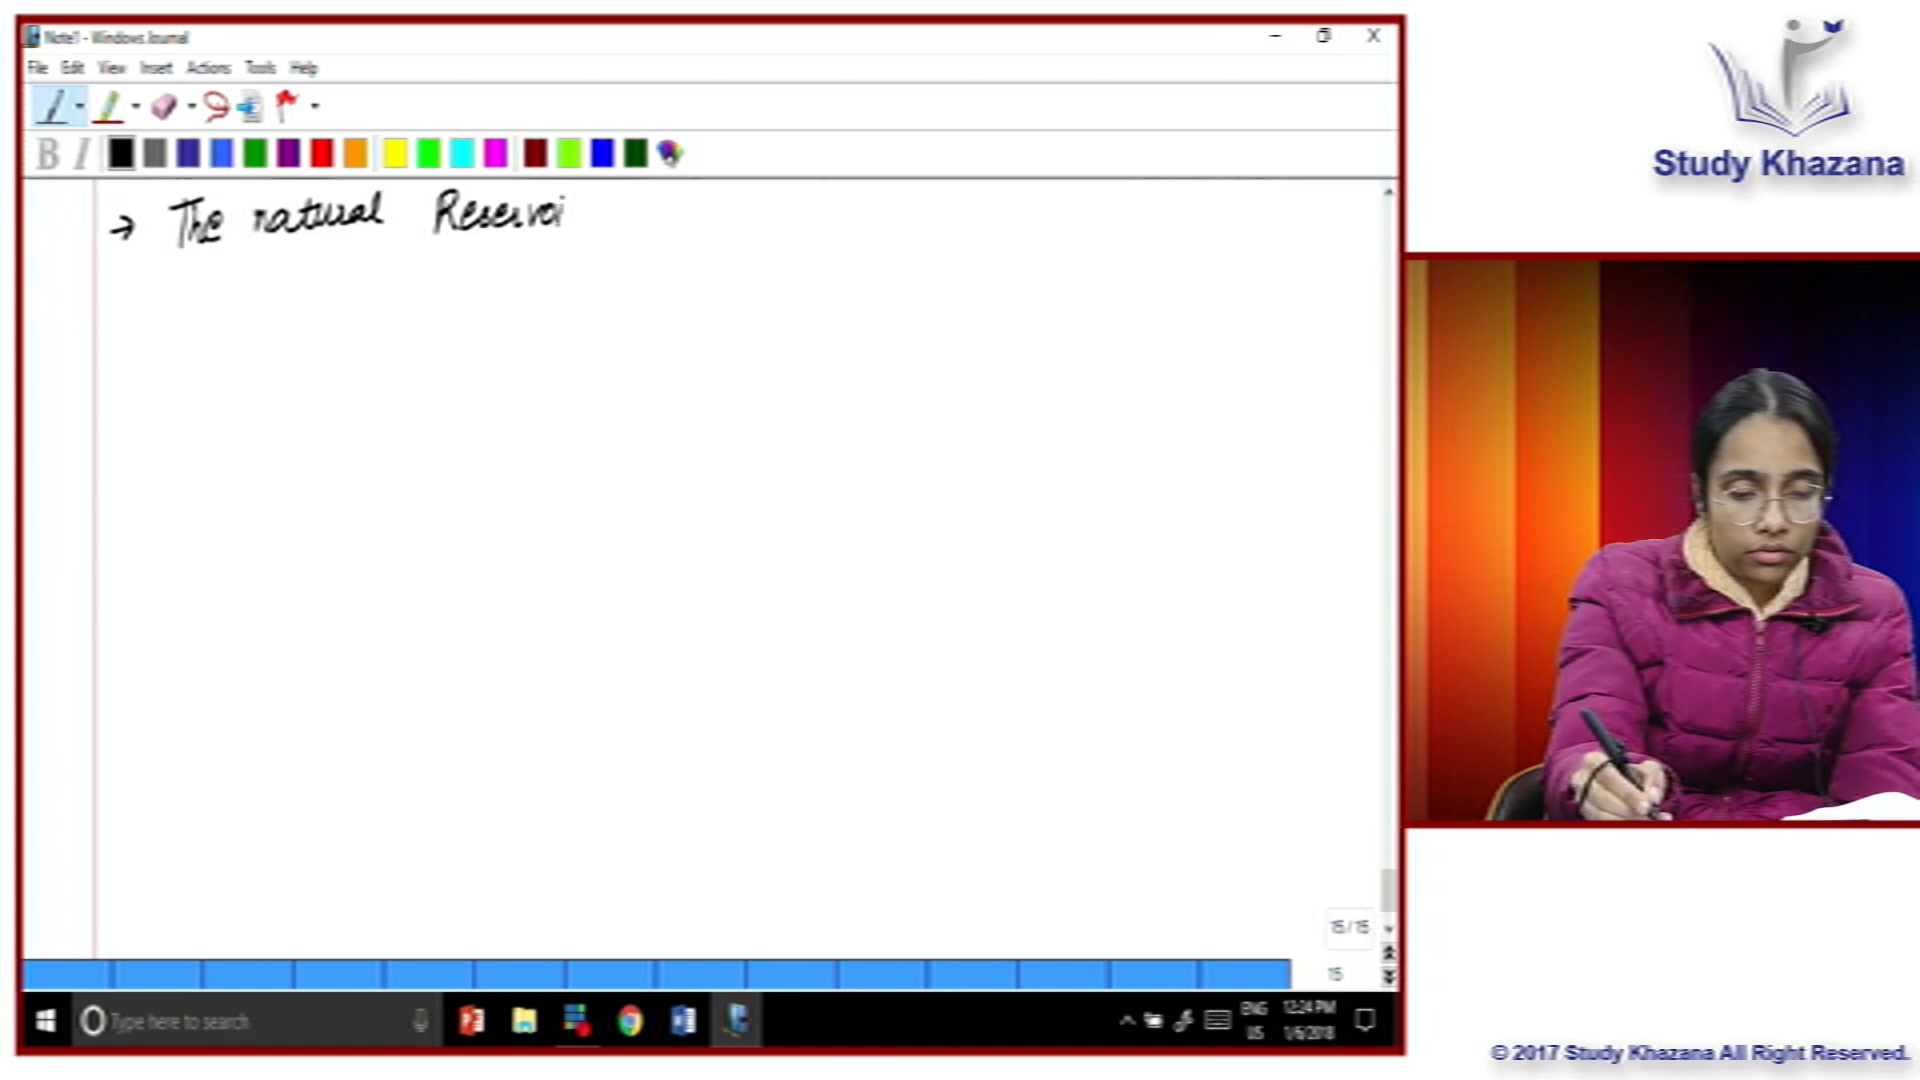 Note1 - Windows Journal
File Edit View Insert Actions Tools Help
B I
→ The natural Reservoi
Study Khazana
15 / 15
15
Type here to search
ENG
US
12:24 PM
1/6/2018
© 2017 Study Khazana All Right Reserved.